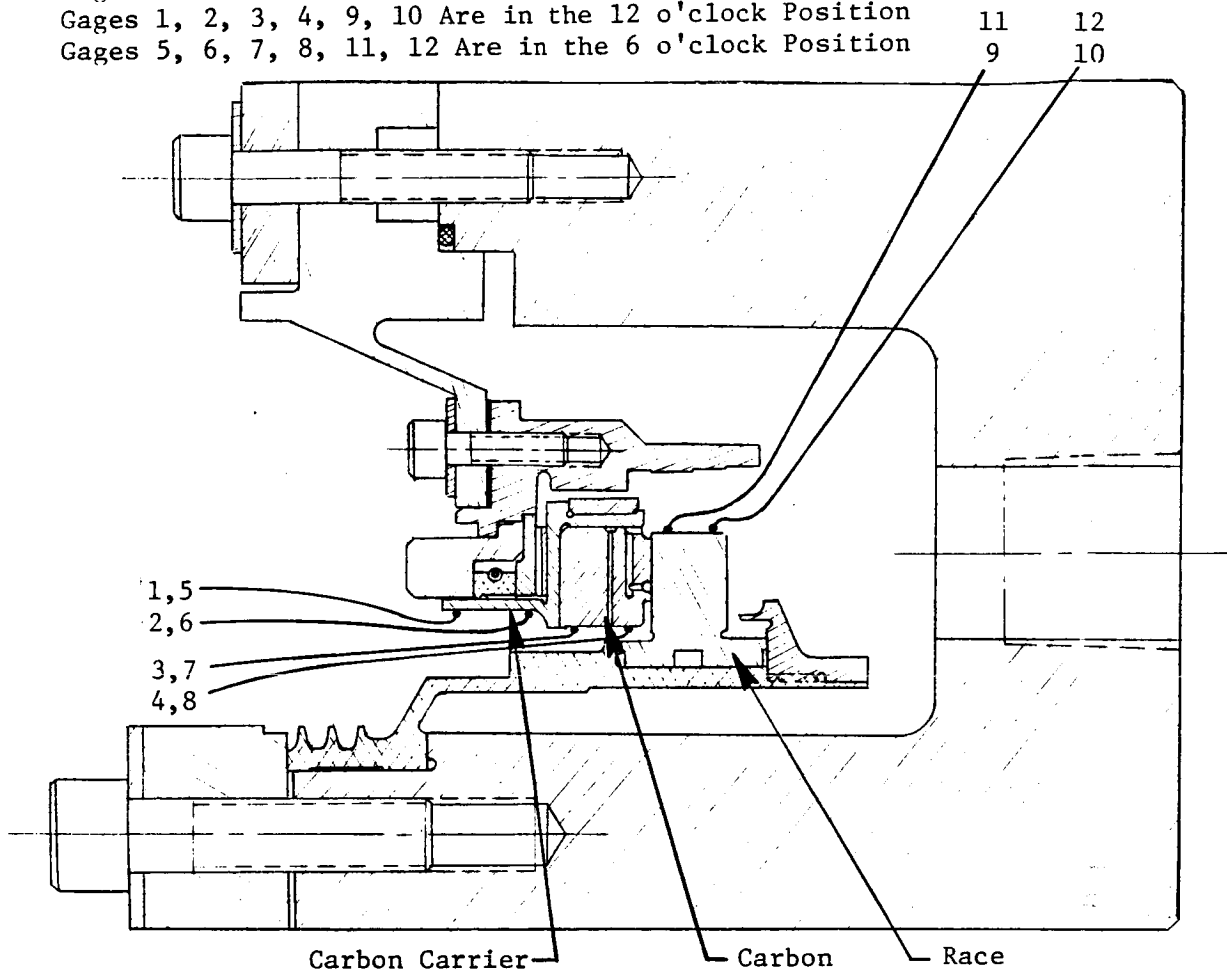 Gages 1, 2, 3, 4, 9, 10 Are in the 12 o'clock Position
Gages 5, 6, 7, 8, 11, 12 Are in the 6 o'clock Position
11 12
9 10
1,5
2,6
3,7
4,8
Carbon Carrier
Carbon
Race